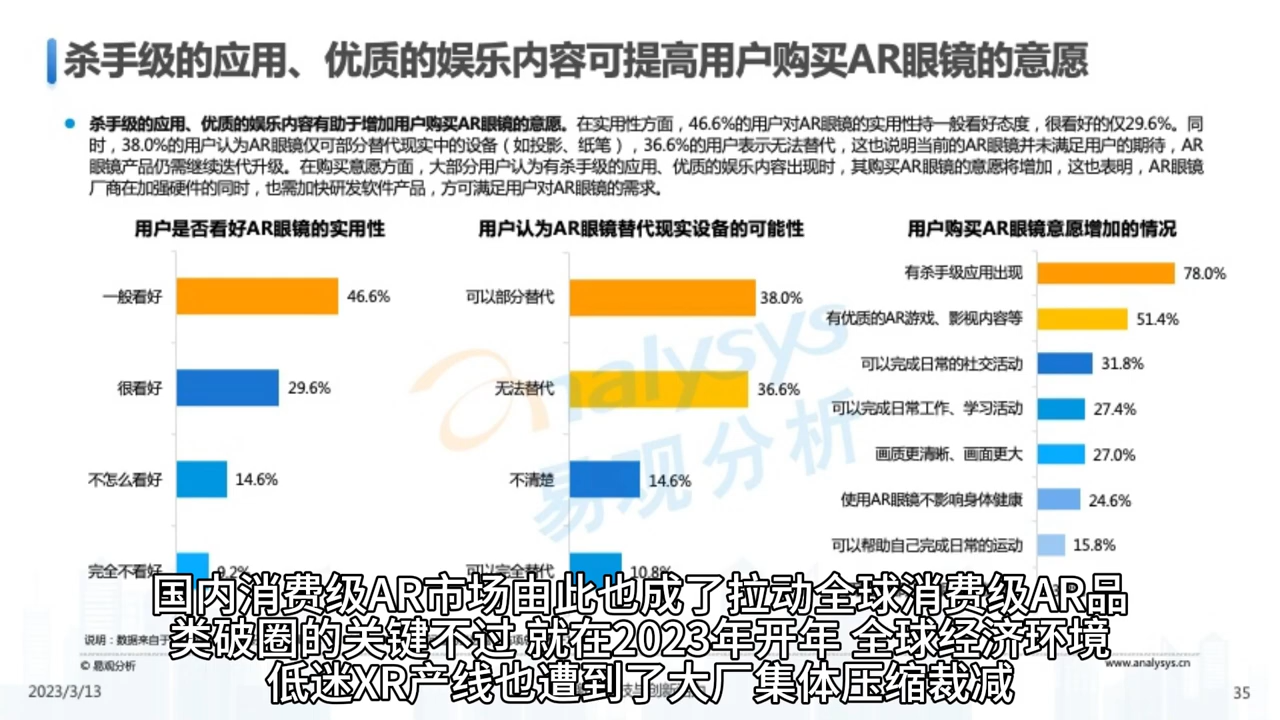 杀手级的应用、优质的娱乐内容可提高用户购买AR眼镜的意愿
杀手级的应用、优质的娱乐内容有助于增加用户购买AR眼镜的意愿。在实用性方面，46.6%的用户对AR眼镜的实用性持一般看好态度，很看好的仅29.6%。同
时，38.0%的用户认为AR眼镜仅可部分替代现实中的设备（如投影、纸笔），36.6%的用户表示无法替代，这也说明当前的AR眼镜并未满足用户的期待，AR
眼镜产品仍需继续迭代升级。在购买意愿方面，大部分用户认为有杀手级的应用、优质的娱乐内容出现时，其购买AR眼镜的意愿将增加，这也表明，AR眼镜
厂商在加强硬件的同时，也需加快研发软件产品，方可满足用户对AR眼镜的需求。
用户是否看好AR眼镜的实用性
一般看好 46.6%
很看好 29.6%
不怎么看好 14.6%
完全不看好 9.2%
用户认为AR眼镜替代现实设备的可能性
可以部分替代 38.0%
无法替代 36.6%
不清楚 14.6%
可以完全替代 10.8%
用户购买AR眼镜意愿增加的情况
有杀手级应用出现 78.0%
有优质的AR游戏、影视内容等 51.4%
可以完成日常的社交活动 31.8%
可以完成日常工作、学习活动 27.4%
画质更清晰、画面更大 27.0%
使用AR眼镜不影响身体健康 24.6%
可以帮助自己完成日常的运动 15.8%
analysys
易观分析
国内消费级AR市场由此也成了拉动全球消费级AR品
类破圈的关键不过 就在2023年开年 全球经济环境
低迷XR产线也遭到了大厂集体压缩裁减
说明：数据来自于
© 易观分析
www.analysys.cn
2023/3/13
35